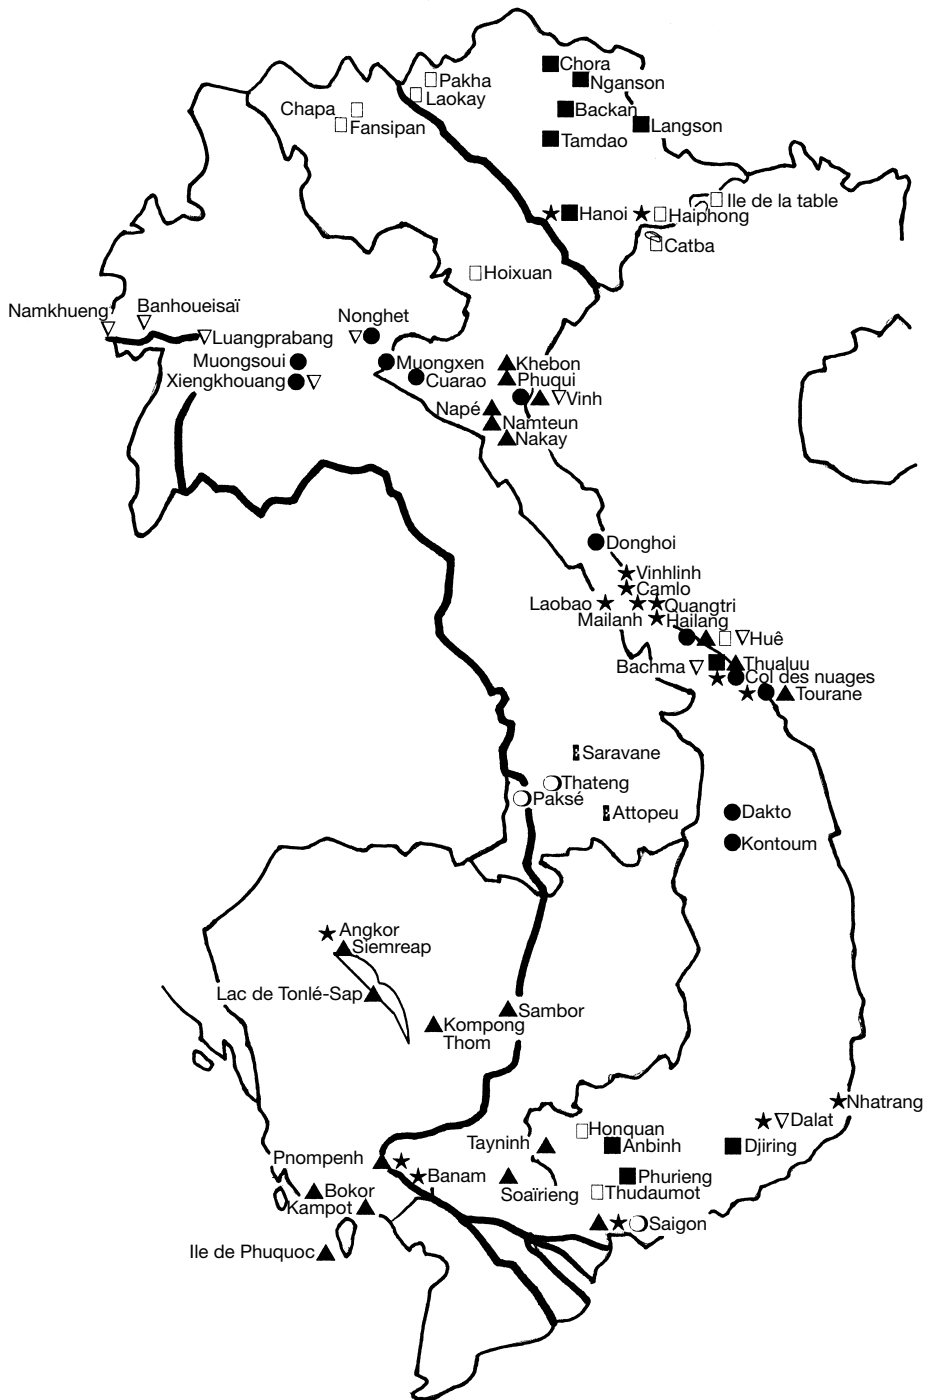 Chora
Pakha
Nganson
Laokay
Chapa
Backan
Fansipan
Langson
Tamdao
Ile de la table
Hanoi
Haiphong
Catba
Hoixuan
Banhoueisaï
Namkhueng
Nonghet
Luangprabang
Muongsoui
Muongxen
Khebon
Xiengkhouang
Cuarao
Phuqui
Vinh
Napé
Namteun
Nakay
Donghoi
Vinhlinh
Camlo
Laobao
Quangtri
Mailanh
Hailang
Huê
Bachma
Thualuu
Col des nuages
Tourane
Saravane
Thateng
Paksé
Attopeu
Dakto
Kontoum
Angkor
Siemreap
Lac de Tonlé-Sap
Sambor
Kompong
Thom
Nhatrang
Dalat
Honquan
Tayninh
Anbinh
Djiring
Pnompenh
Banam
Phurieng
Soaïrieng
Thudaumot
Bokor
Kampot
Saigon
Ile de Phuquoc